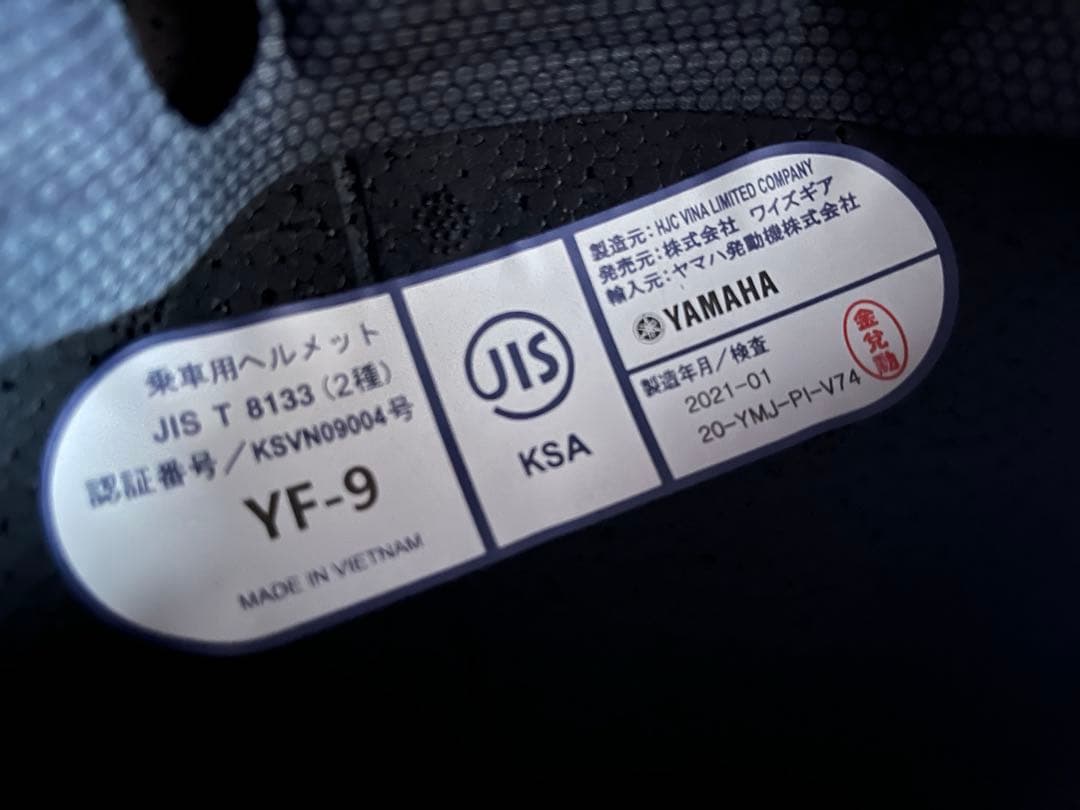 乗車用ヘルメット
JIS T 8133(2種)
認証番号/KSVN09004号
YF-9
MADE IN VIETNAM
JIS
KSA
製造元:HJC VINA LIMITED COMPANY
発売元:株式会社 ワイズギア
輸入元:ヤマハ発動機株式会社
YAMAHA
製造年月/検査
2021-01
20-YMJ-PI-V74
金兌勲